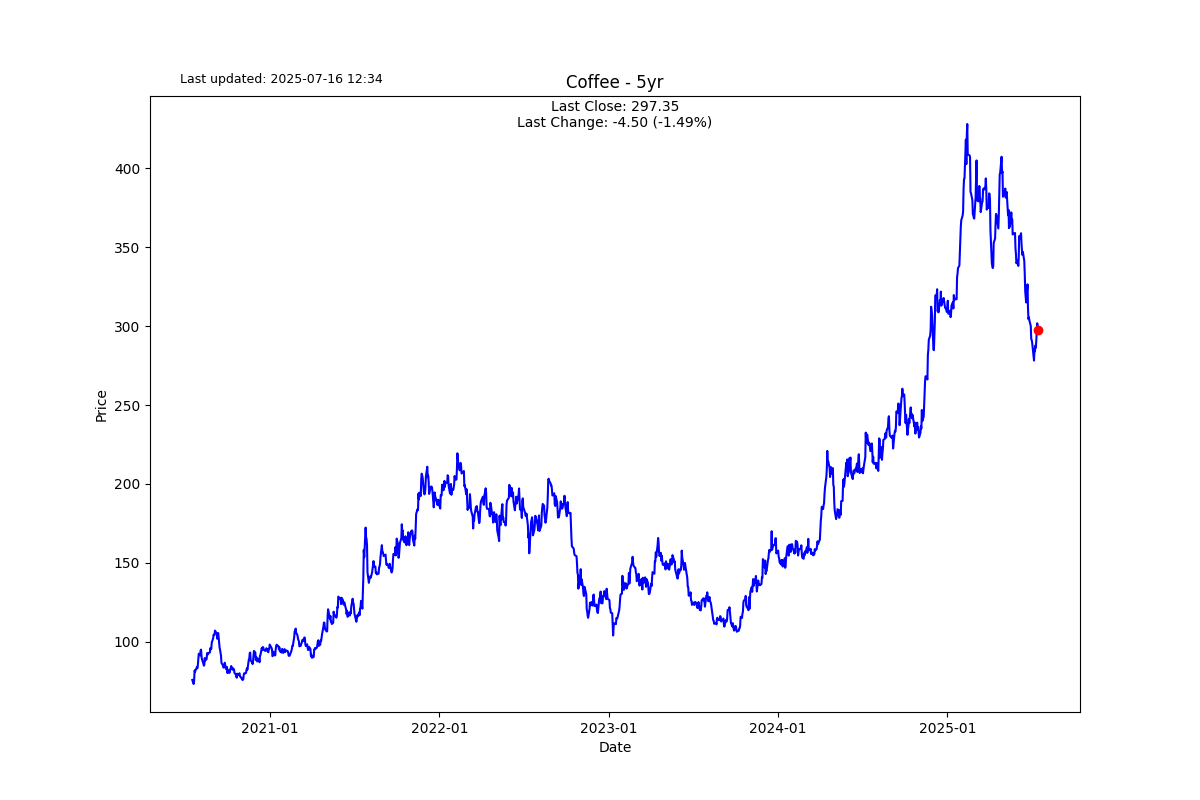 Last updated: 2025-07-16 12:34
Coffee - 5yr
Last Close: 297.35
Last Change: -4.50 (-1.49%)
Price
400
350
300
250
200
150
100
2021-01
2022-01
2023-01
2024-01
2025-01
Date